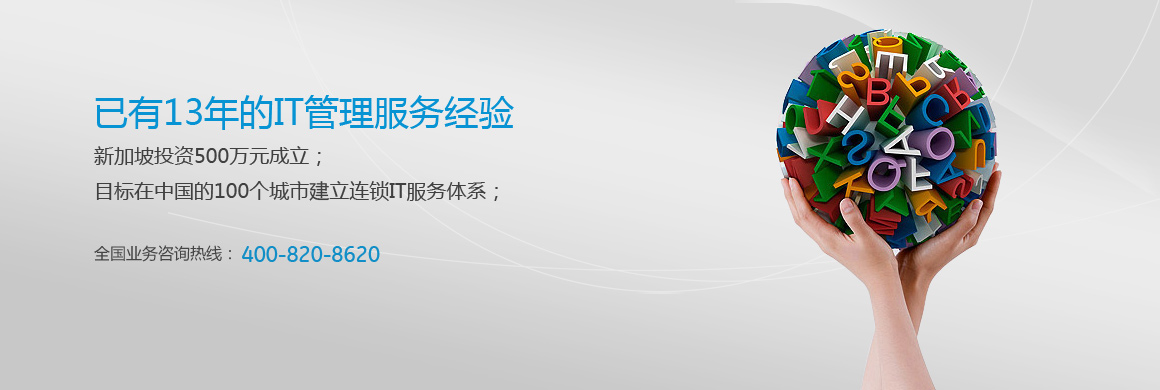 已有13年的IT管理服务经验
新加坡投资500万元成立；
目标在中国的100个城市建立连锁IT服务体系；
全国业务咨询热线： 400-820-8620